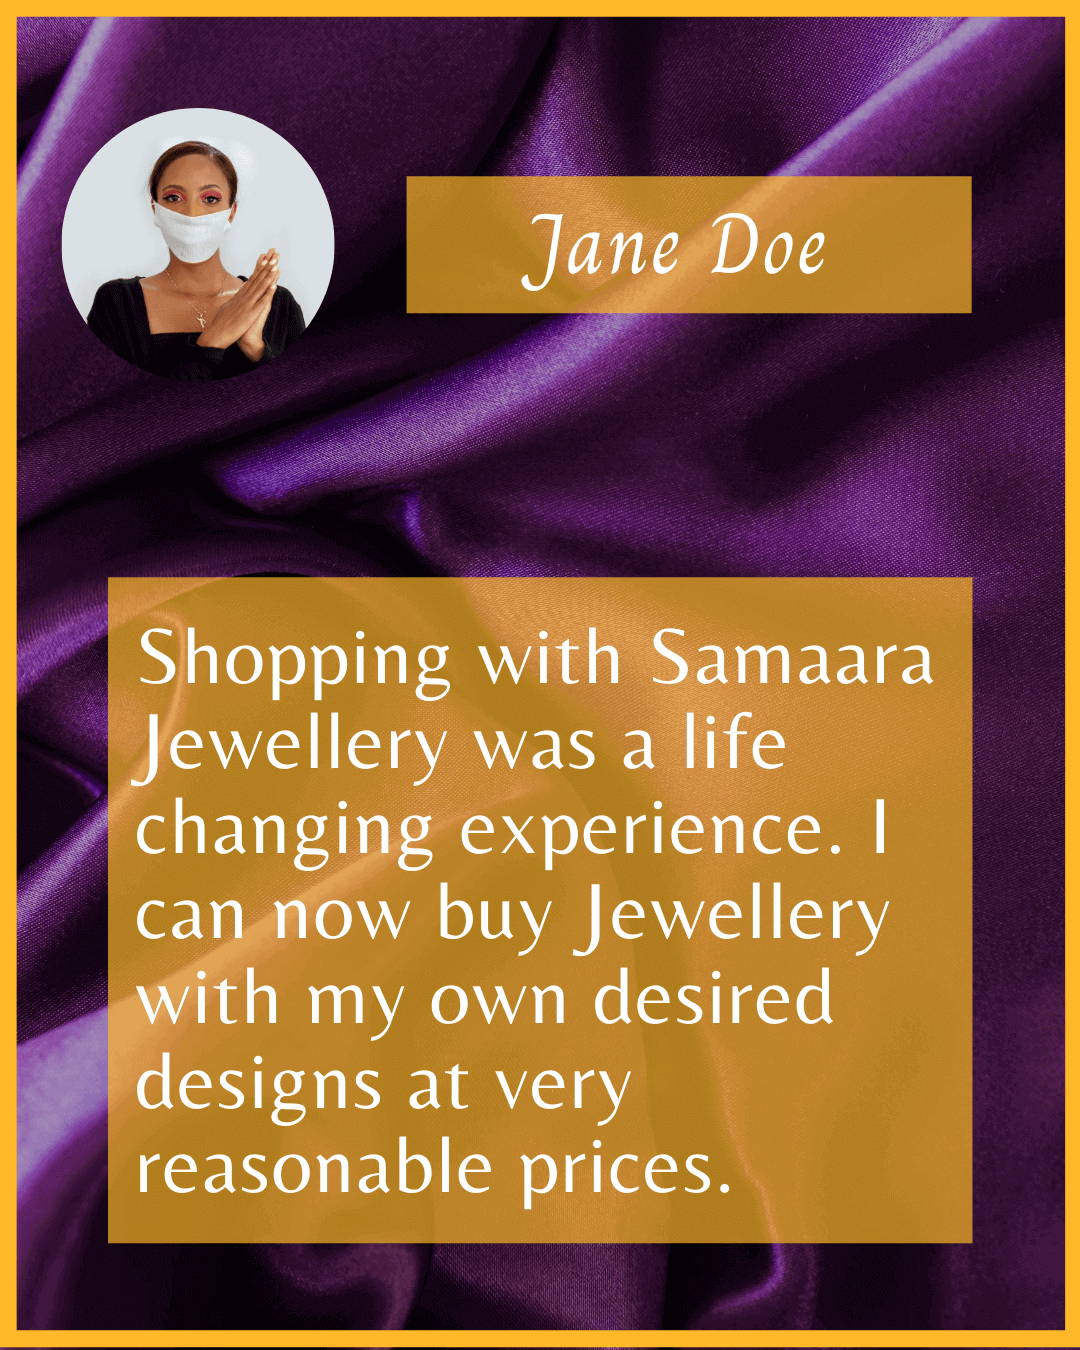 Jane Doe
Shopping with Samaara
Jewellery was a life
changing experience. I
can now buy Jewellery
with my own desired
designs at very
reasonable prices.